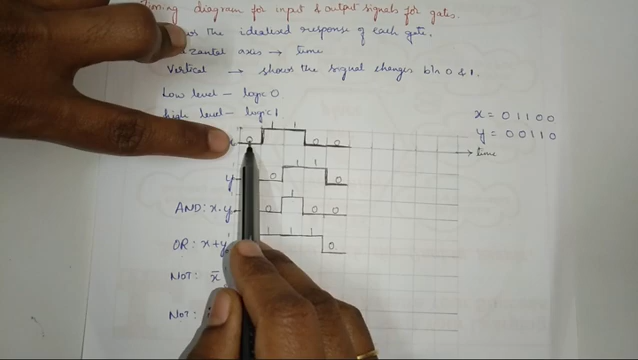 Timing diagram for input & output signals for gates.
the idealised response of each gate.
axis → time
Vertical → shows the signal changes b/n 0 & 1.
Low level - logic 0
high level - logic 1
x = 0 1 1 0 0
y = 0 0 1 1 0
0 1 1 0 0
→ time
y 0 1 1 0
AND: x.y 0 1 0 0
OR: x+y 1 1 1 0
NOT: x̄
NOT: